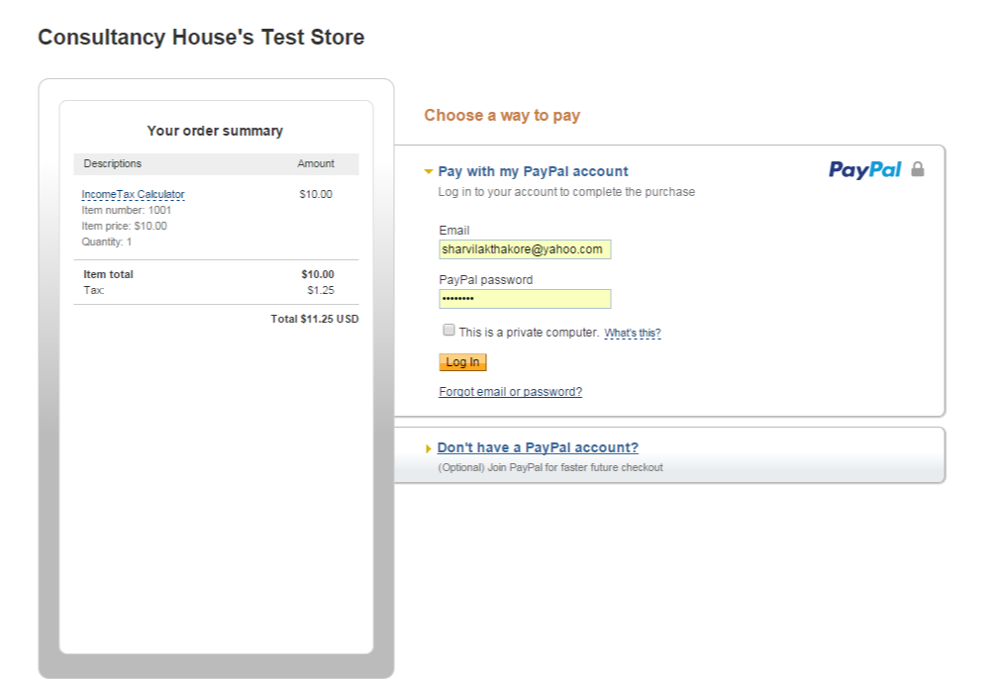 Consultancy House's Test Store
Your order summary
Descriptions Amount
IncomeTax Calculator $10.00
Item number: 1001
Item price: $10.00
Quantity: 1
Item total $10.00
Tax: $1.25
Total $11.25 USD
Choose a way to pay
Pay with my PayPal account PayPal
Log in to your account to complete the purchase
Email
sharvilakthakore@yahoo.com
PayPal password
••••••••
This is a private computer. What's this?
Log In
Forgot email or password?
Don't have a PayPal account?
(Optional) Join PayPal for faster future checkout